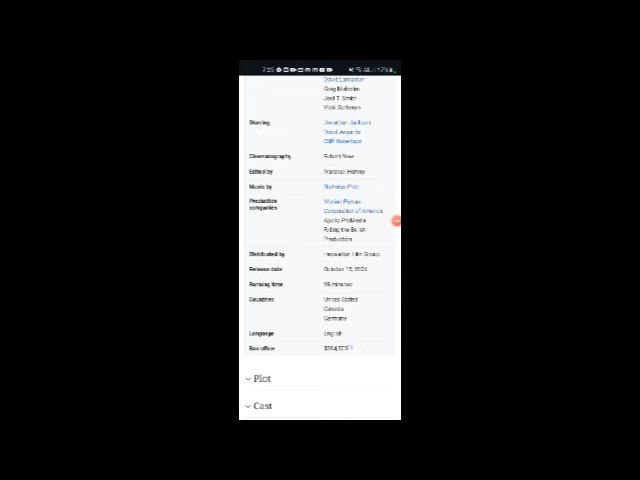 7:25
David Lancaster
Greg Malcolm
Joel T. Smith
Vicki Sotheran
Starring
Jonathan Jackson
David Arquette
Cliff Robertson
Cinematography
Robert New
Edited by
Marshall Harvey
Music by
Nicholas Pike
Production
companies
Motion Picture
Corporation of America
Apollo ProMedia
Riding the Bullet
Production
Distributed by
Innovation Film Group
Release date
October 15, 2004
Running time
98 minutes
Countries
United States
Canada
Germany
Language
English
Box office
Plot
Cast